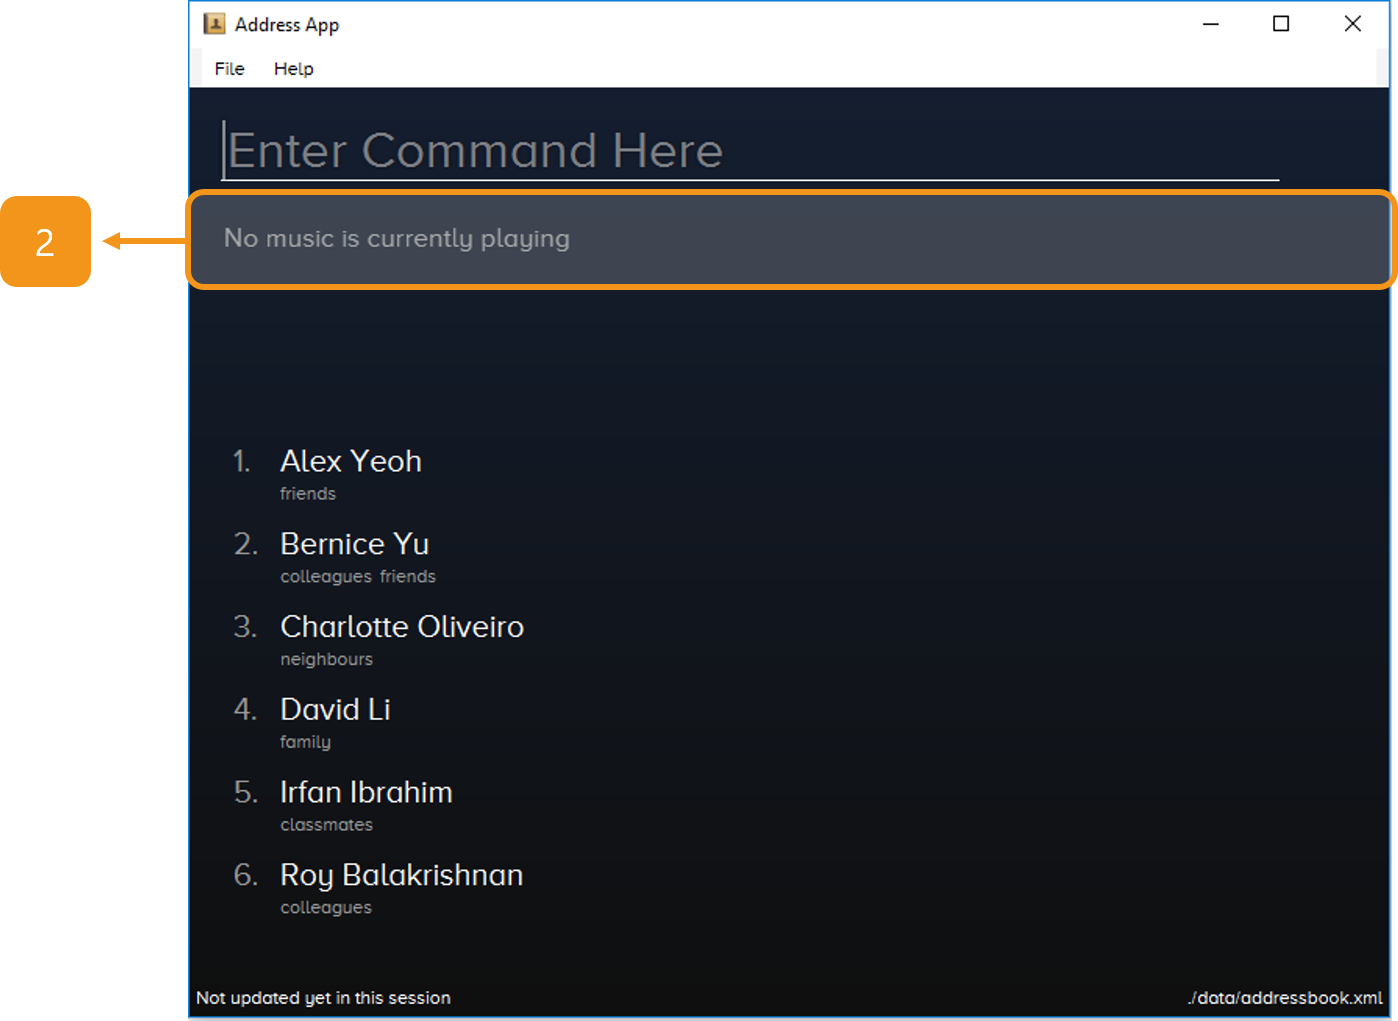 Address App
File Help
Enter Command Here
2
No music is currently playing
1. Alex Yeoh
friends
2. Bernice Yu
colleagues friends
3. Charlotte Oliveiro
neighbours
4. David Li
family
5. Irfan Ibrahim
classmates
6. Roy Balakrishnan
colleagues
Not updated yet in this session
./data/addressbook.xml